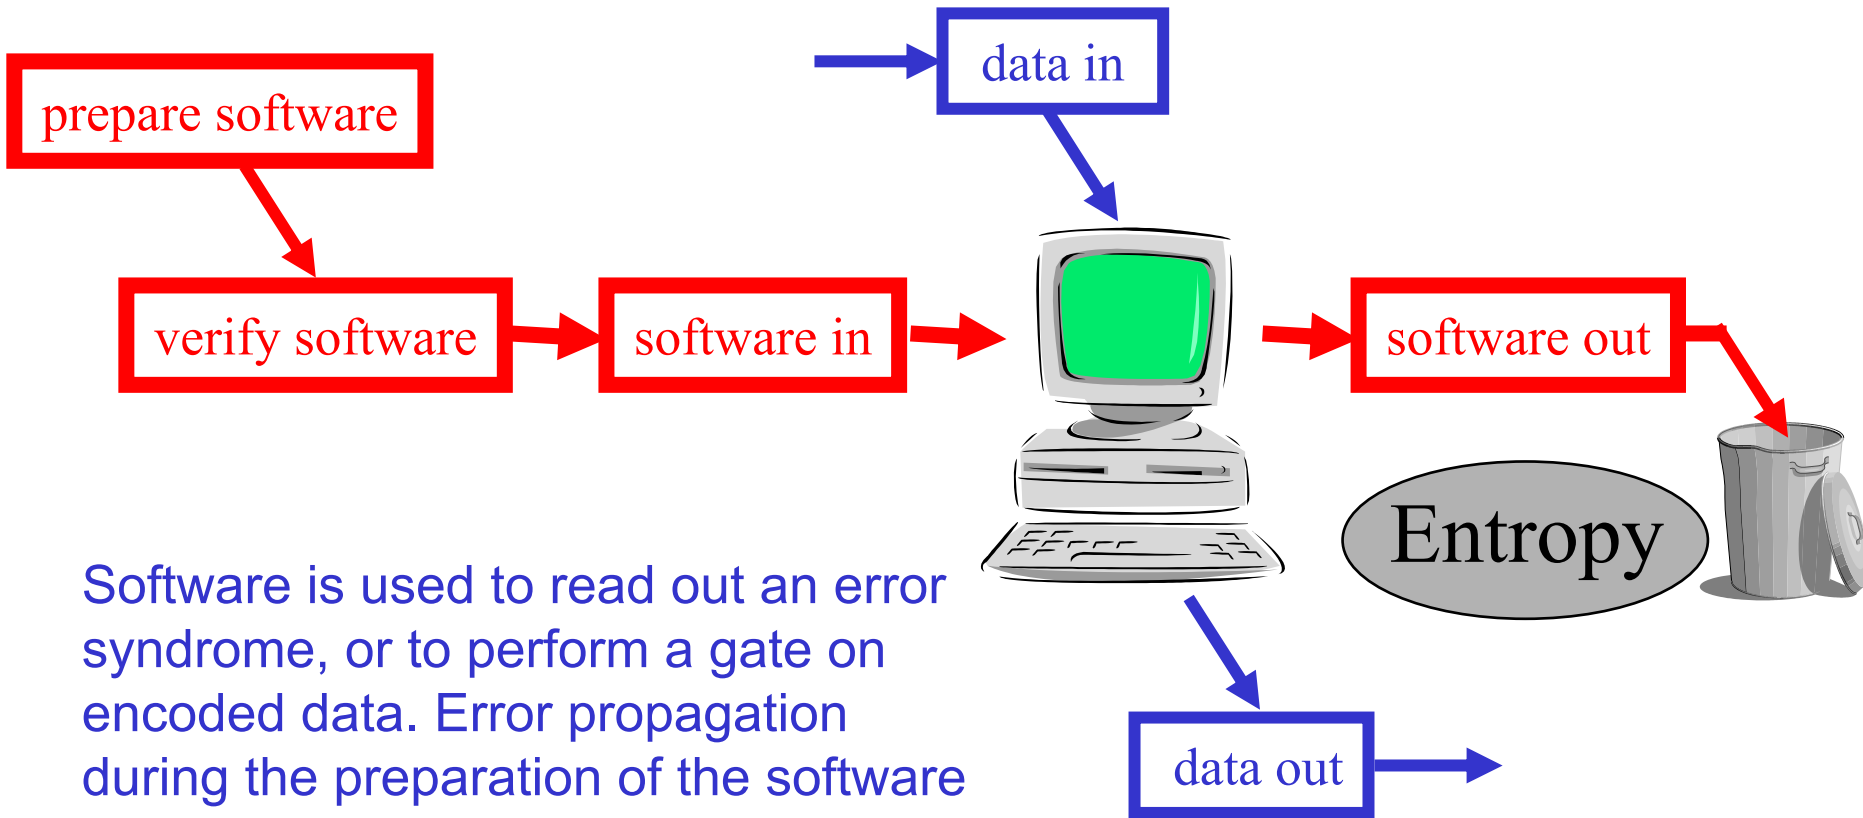 data in
prepare software
verify software
software in
software out
Entropy
Software is used to read out an error
syndrome, or to perform a gate on
encoded data. Error propagation
during the preparation of the software
data out